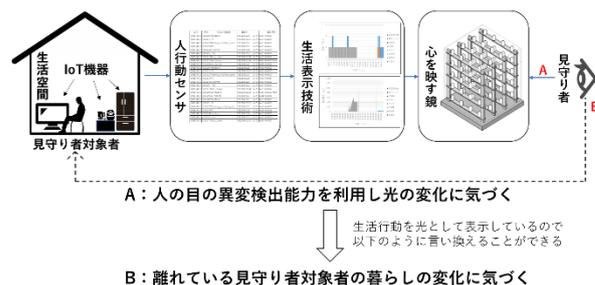 生活空間
IoT機器
見守り者対象者
人行動センサ
生活表示技術
心を映す鏡
A
見守り者
B
A：人の目の異変検出能力を利用し光の変化に気づく
生活行動を光として表示しているので
以下のように言い換えることができる
B：離れている見守り者対象者の暮らしの変化に気づく